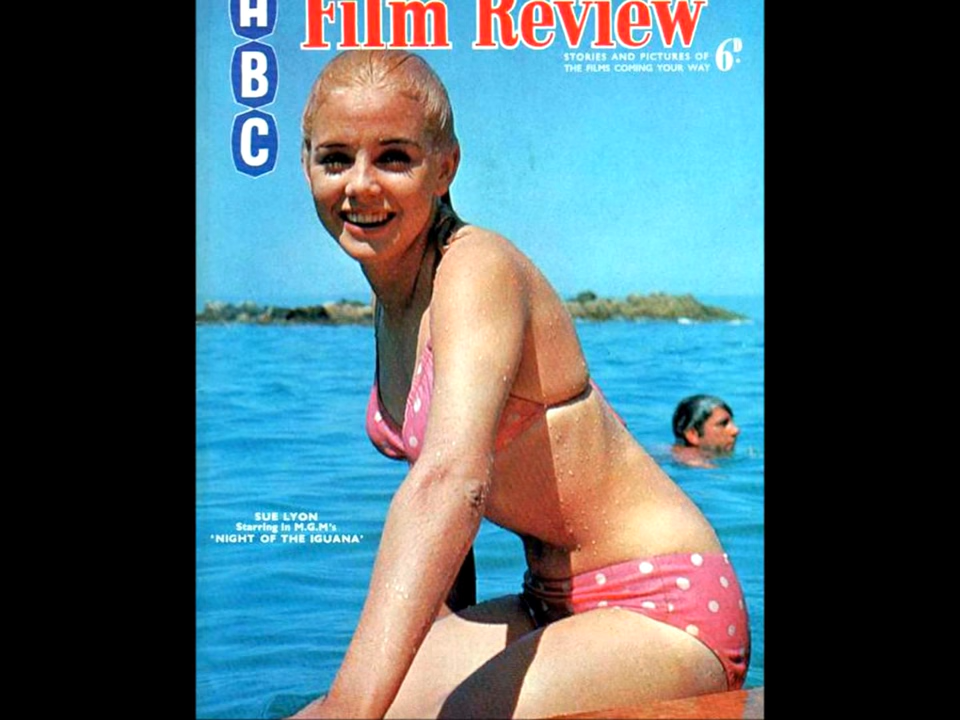 ABC
Film Review
STORIES AND PICTURES OF
THE FILMS COMING YOUR WAY
6D.
SUE LYON
Starring in M.G.M's
'NIGHT OF THE IGUANA'